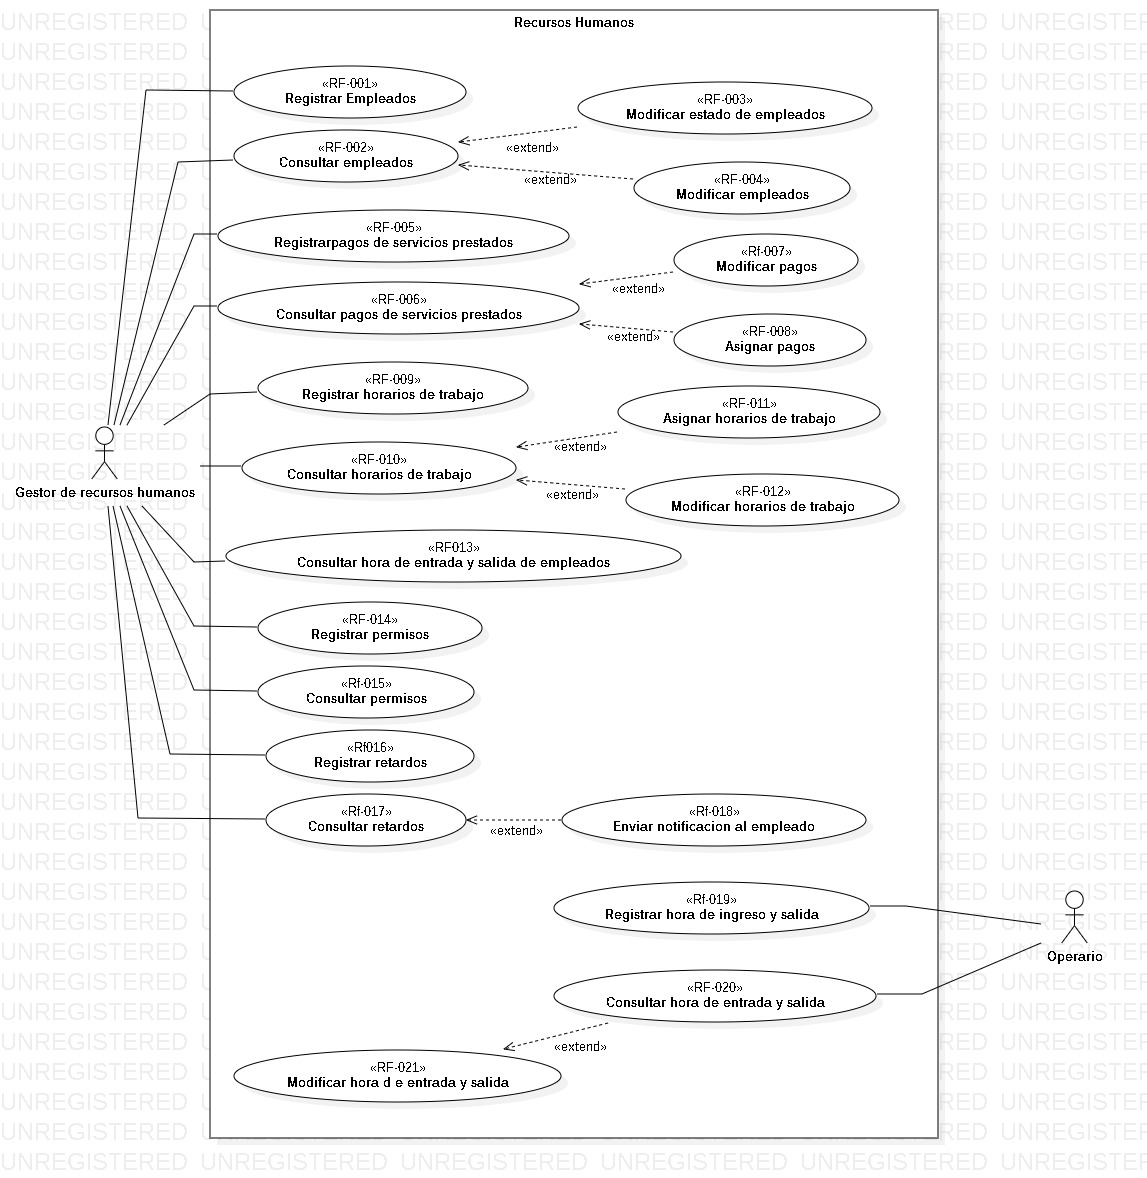 Recursos Humanos
«RF-001»
Registrar Empleados
«RF-002»
Consultar empleados
«RF-003»
Modificar estado de empleados
«extend»
«RF-004»
Modificar empleados
«extend»
«RF-005»
Registrarpagos de servicios prestados
«RF-006»
Consultar pagos de servicios prestados
«Rf-007»
Modificar pagos
«extend»
«RF-008»
Asignar pagos
«extend»
«RF-009»
Registrar horarios de trabajo
«RF-010»
Consultar horarios de trabajo
«RF-011»
Asignar horarios de trabajo
«extend»
«RF-012»
Modificar horarios de trabajo
«extend»
Gestor de recursos humanos
«RF013»
Consultar hora de entrada y salida de empleados
«RF-014»
Registrar permisos
«Rf-015»
Consultar permisos
«Rf016»
Registrar retardos
«Rf-017»
Consultar retardos
«extend»
«Rf-018»
Enviar notificacion al empleado
«Rf-019»
Registrar hora de ingreso y salida
Operario
«RF-020»
Consultar hora de entrada y salida
«extend»
«RF-021»
Modificar hora d e entrada y salida
UNREGISTERED UNREGISTERED UNREGISTERED UNREGISTERED UNREGISTERED UNREGISTERED